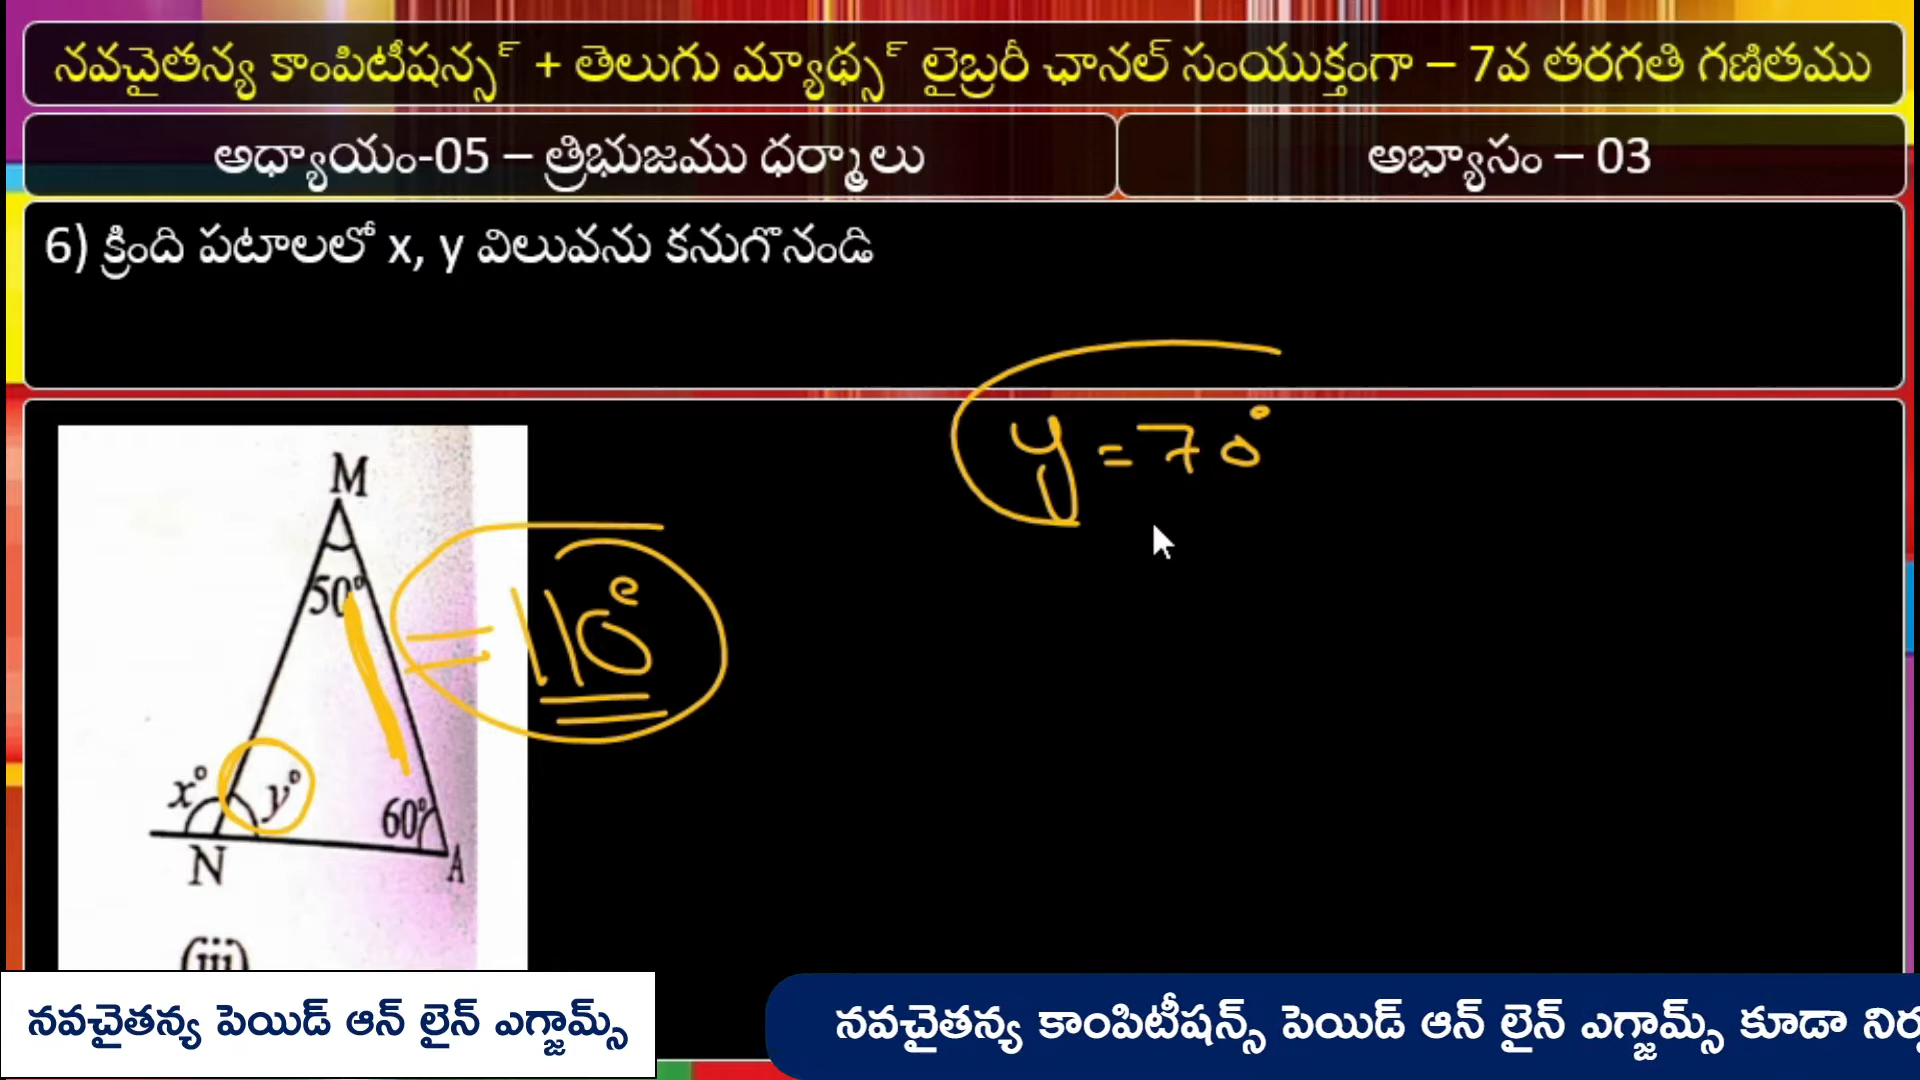 నవచైతన్య కాంపిటీషన్స్ + తెలుగు మ్యాథ్స్ లైబ్రరీ ఛానల్ సంయుక్తంగా – 7వ తరగతి గణితము
అధ్యాయం-05 – త్రిభుజము ధర్మాలు
అభ్యాసం – 03
6) క్రింది పటాలలో x, y విలువను కనుగొనండి
y = 70°
M
50°
= 110°
x°
y°
60°
N
A
(iii)
నవచైతన్య పెయిడ్ ఆన్ లైన్ ఎగ్జామ్స్
నవచైతన్య కాంపిటీషన్స్ పెయిడ్ ఆన్ లైన్ ఎగ్జామ్స్ కూడా